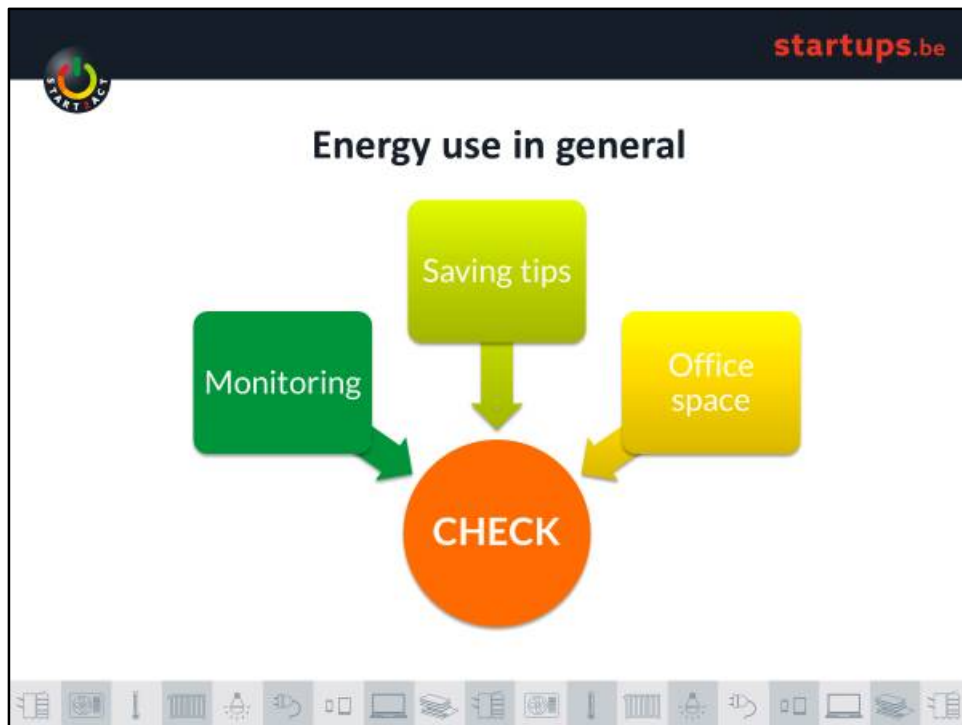 startups.be
START2ACT
Energy use in general
Saving tips
Monitoring
Office
space
CHECK